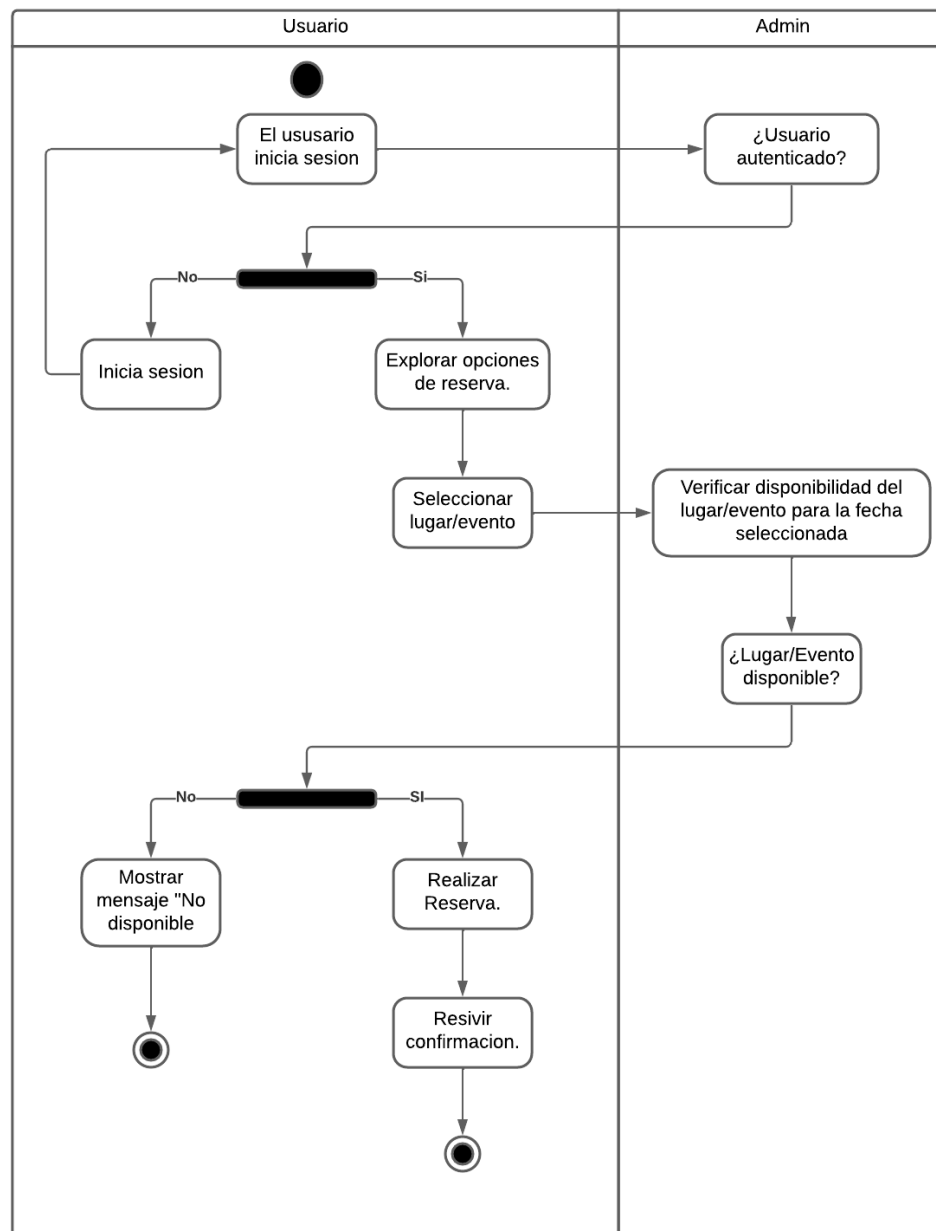 Usuario
Admin
El ususario
inicia sesion
¿Usuario
autenticado?
No
Si
Inicia sesion
Explorar opciones
de reserva.
Seleccionar
lugar/evento
Verificar disponibilidad del
lugar/evento para la fecha
seleccionada
¿Lugar/Evento
disponible?
No
SI
Mostrar
mensaje "No
disponible
Realizar
Reserva.
Resivir
confirmacion.